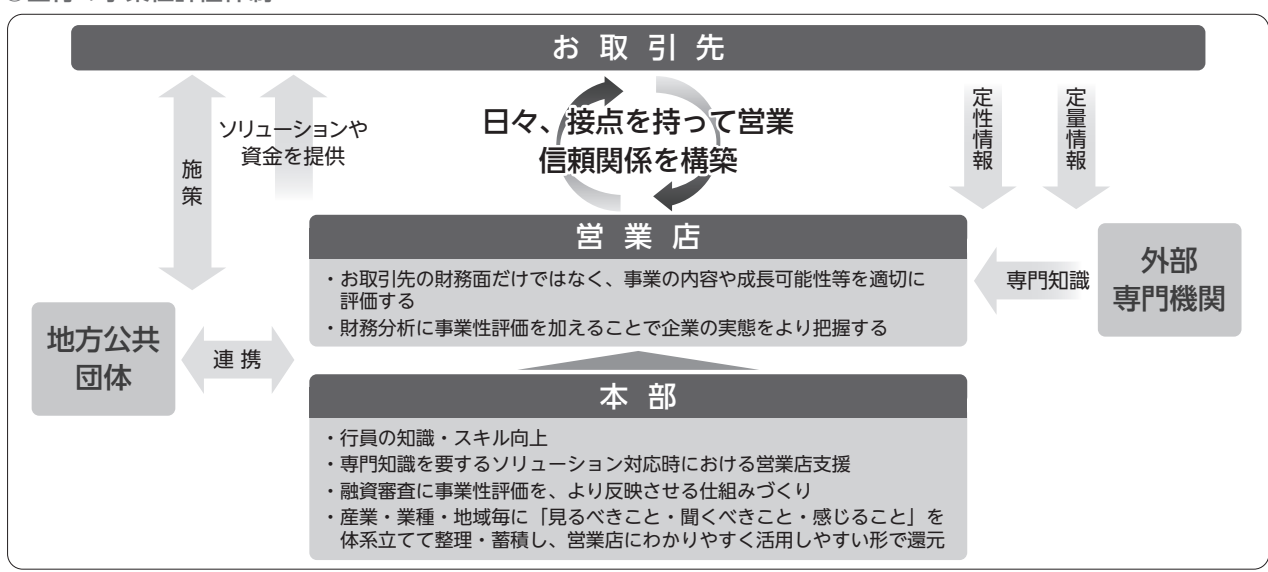 お取引先
施策
ソリューションや
資金を提供
日々、接点を持って営業
信頼関係を構築
定性情報
定量情報
営業店
・お取引先の財務面だけではなく、事業の内容や成長可能性等を適切に
評価する
・財務分析に事業性評価を加えることで企業の実態をより把握する
専門知識
外部
専門機関
地方公共
団体
連携
本部
・行員の知識・スキル向上
・専門知識を要するソリューション対応時における営業店支援
・融資審査に事業性評価を、より反映させる仕組みづくり
・産業・業種・地域毎に「見るべきこと・聞くべきこと・感じること」を
体系立てて整理・蓄積し、営業店にわかりやすく活用しやすい形で還元